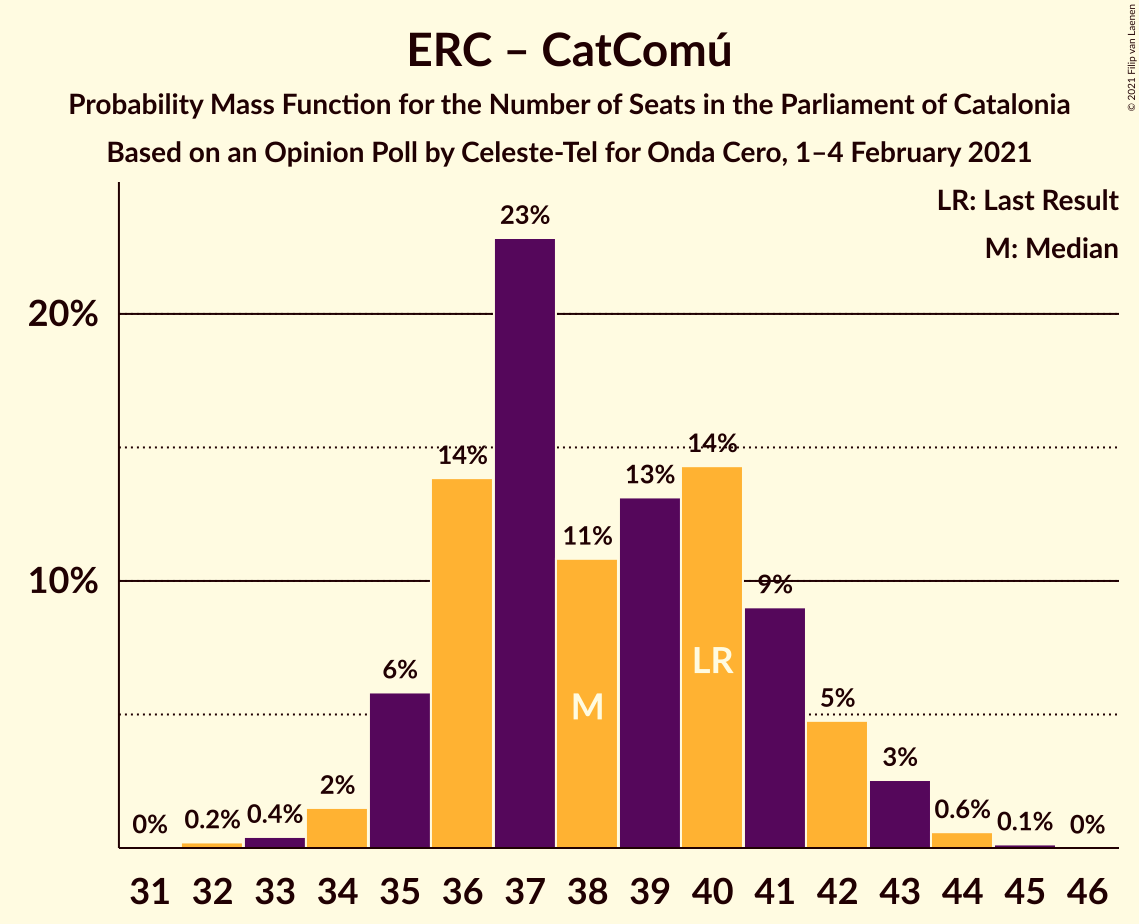 ERC – CatComú
Probability Mass Function for the Number of Seats in the Parliament of Catalonia
Based on an Opinion Poll by Celeste-Tel for Onda Cero, 1–4 February 2021
© 2021 Filip van Laenen
LR: Last Result
M: Median
20%
10%
0%
0.2%
0.4%
2%
6%
14%
23%
11%
13%
14%
9%
5%
3%
0.6%
0.1%
0%
M
LR
31 32 33 34 35 36 37 38 39 40 41 42 43 44 45 46